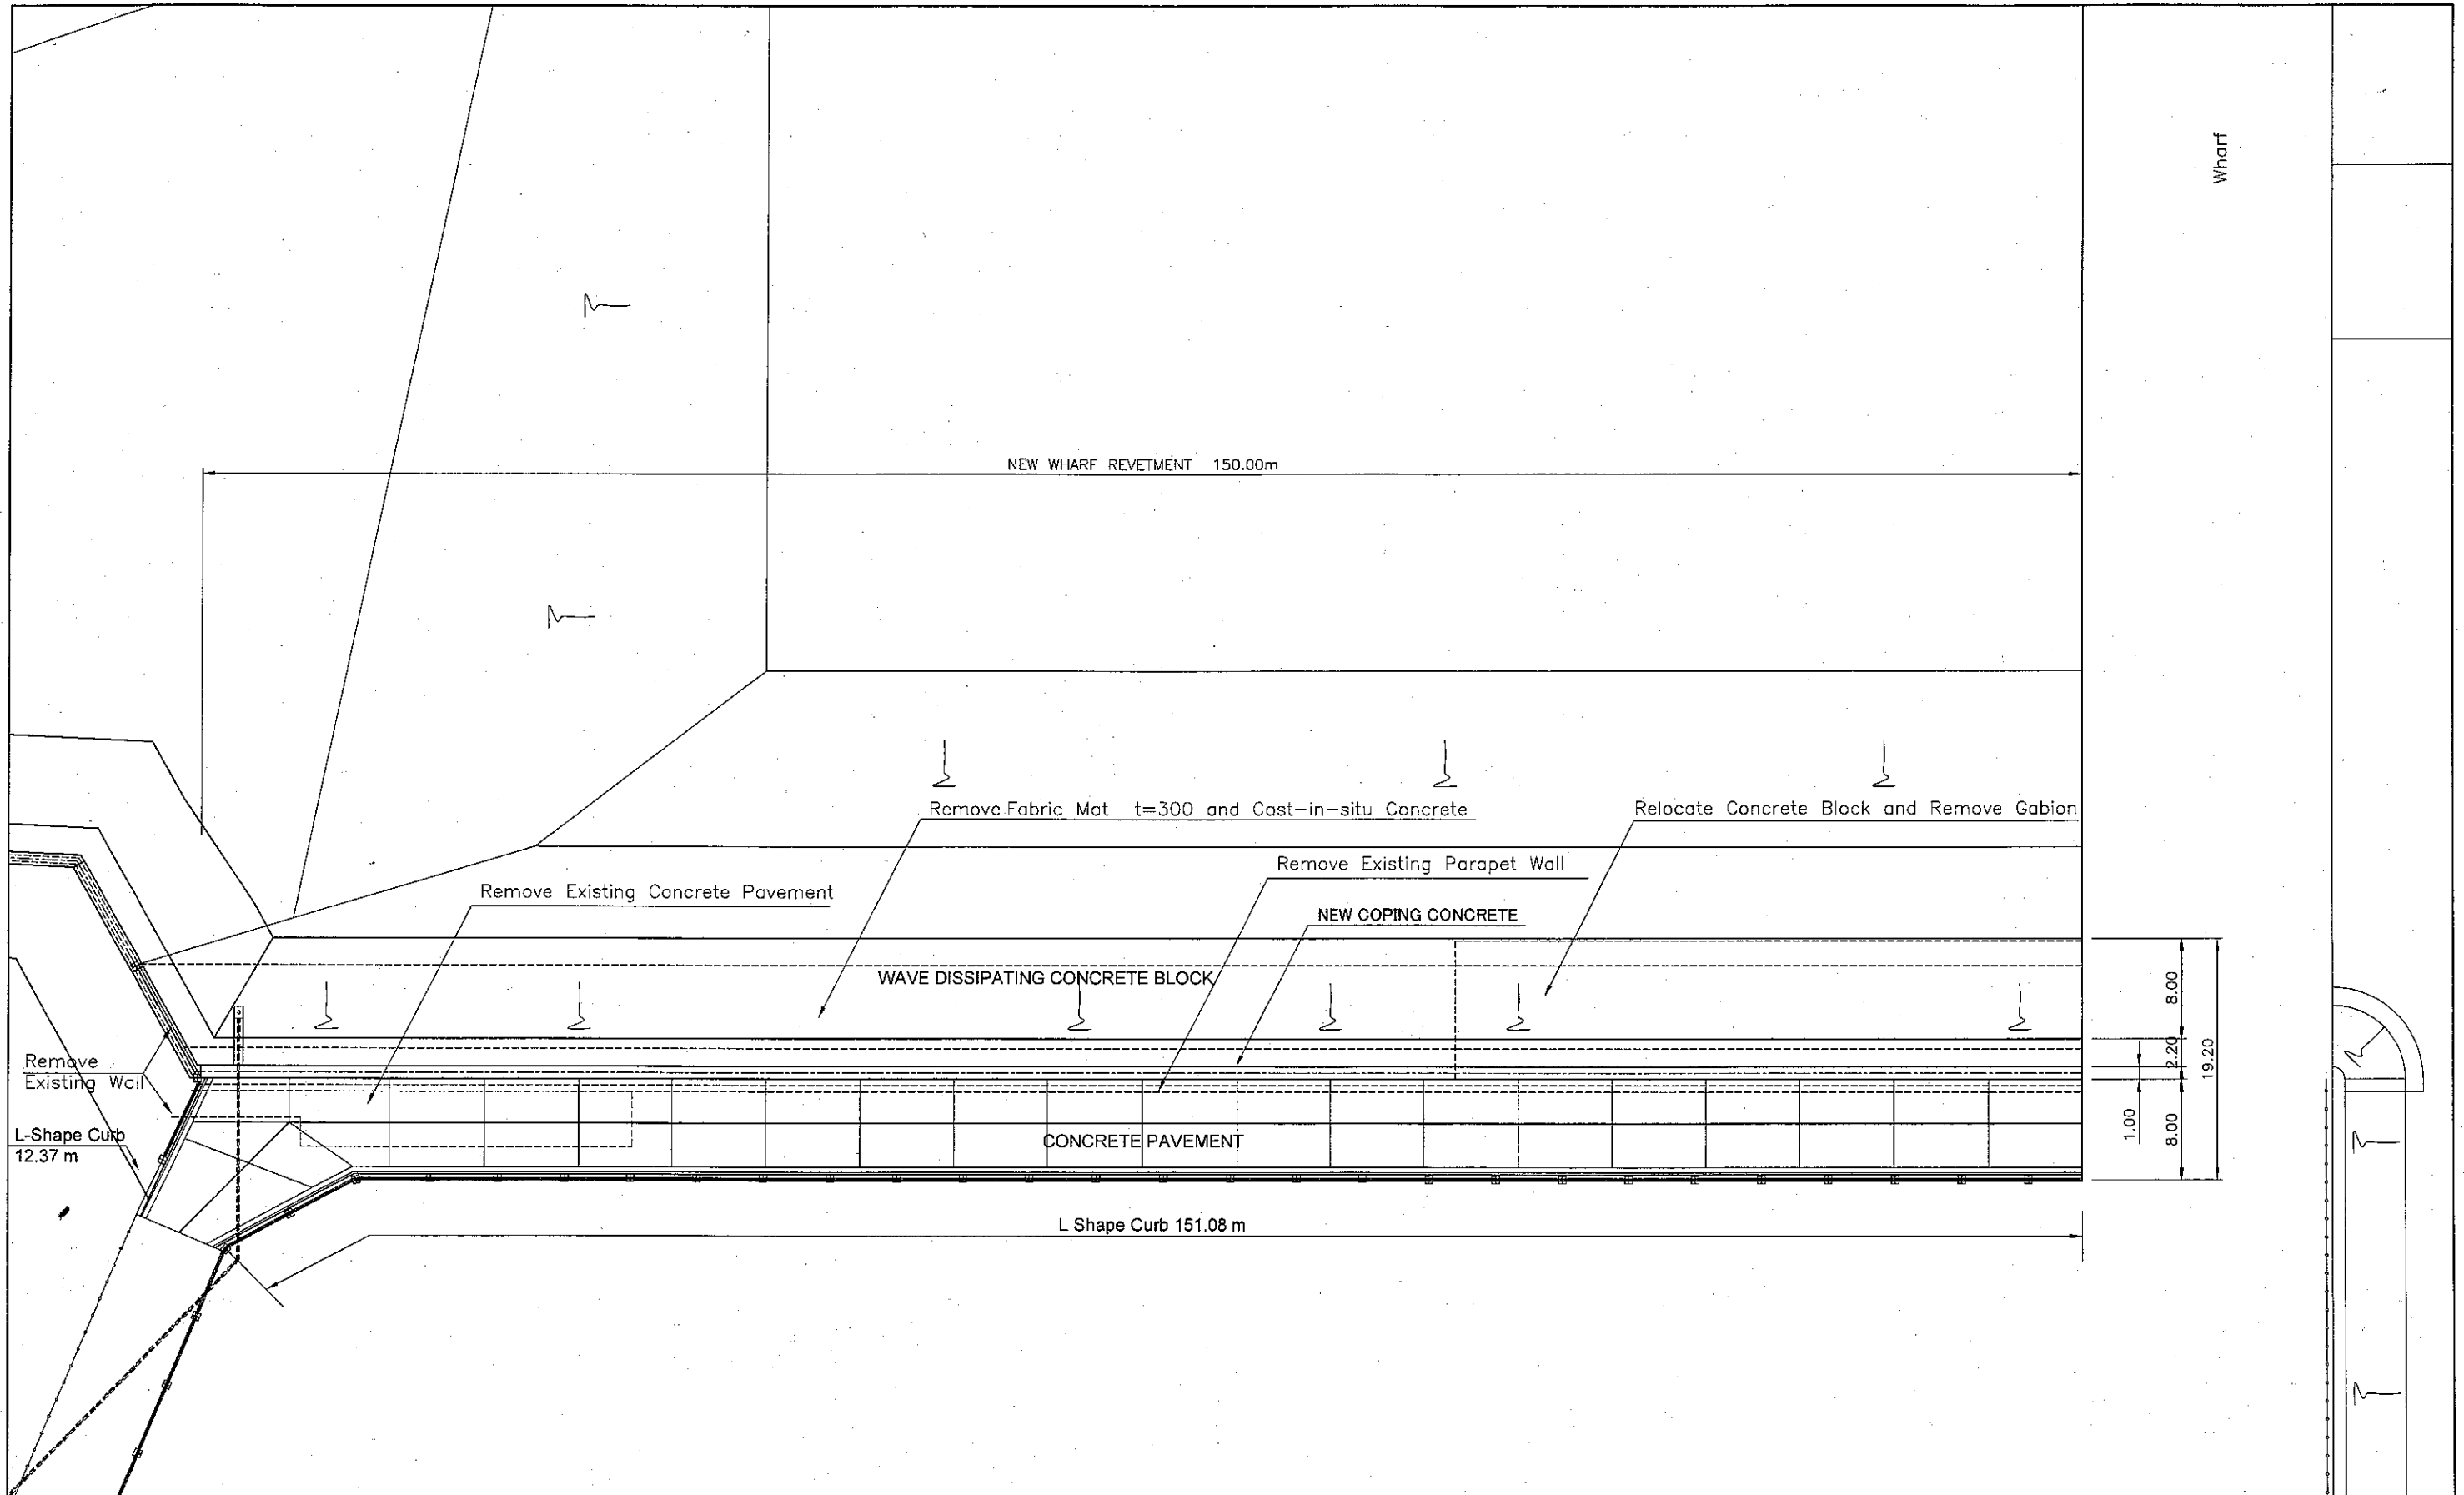 Wharf
NEW WHARF REVETMENT 150.00m
Remove Fabric Mat t=300 and Cast-in-situ Concrete
Relocate Concrete Block and Remove Gabion
Remove Existing Parapet Wall
Remove Existing Concrete Pavement
NEW COPING CONCRETE
WAVE DISSIPATING CONCRETE BLOCK
8.00
2.20
19.20
1.00
8.00
Remove
Existing Wall
L-Shape Curb
12.37 m
CONCRETE PAVEMENT
L Shape Curb 151.08 m